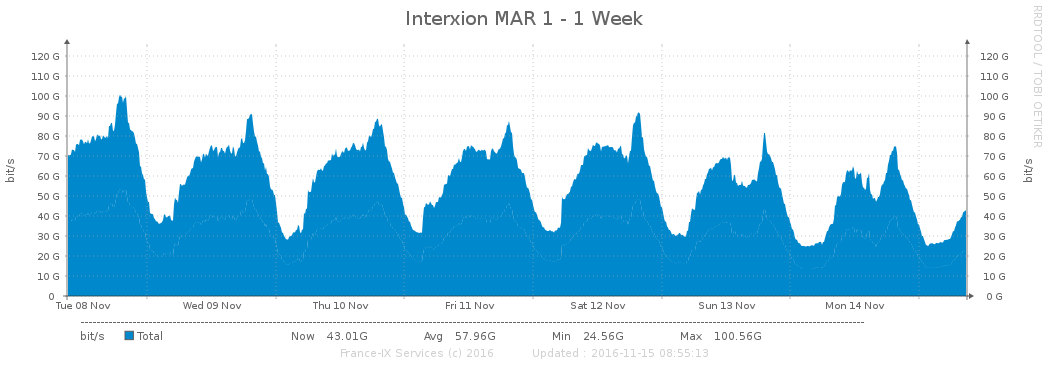 Interxion MAR 1 - 1 Week
RRDTOOL / TOBI OETIKER
bit/s
120 G 120 G
110 G 110 G
100 G 100 G
90 G 90 G
80 G 80 G
70 G 70 G
60 G 60 G
50 G 50 G
40 G 40 G
30 G 30 G
20 G 20 G
10 G 10 G
0 0 G
bit/s
Tue 08 Nov Wed 09 Nov Thu 10 Nov Fri 11 Nov Sat 12 Nov Sun 13 Nov Mon 14 Nov
bit/s Total Now 43.01G Avg 57.96G Min 24.56G Max 100.56G
France-IX Services (c) 2016 Updated : 2016-11-15 08:55:13